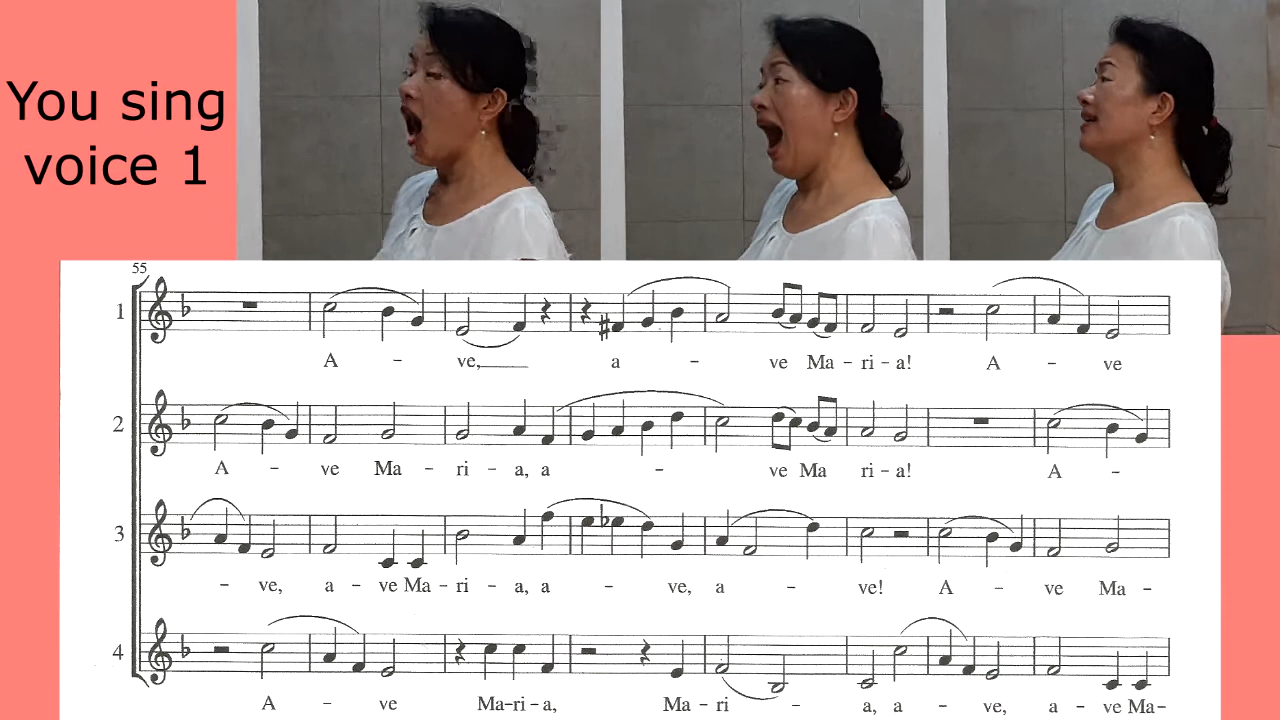 You sing
voice 1
55
1
A - ve, a - ve Ma - ri - a! A - ve
2
A - ve Ma - ri - a, a - ve Ma ri - a! A -
3
- ve, a - ve Ma - ri - a, a - ve, a - ve! A - ve Ma -
4
A - ve Ma-ri-a, Ma - ri - a, a - ve, a - ve Ma-